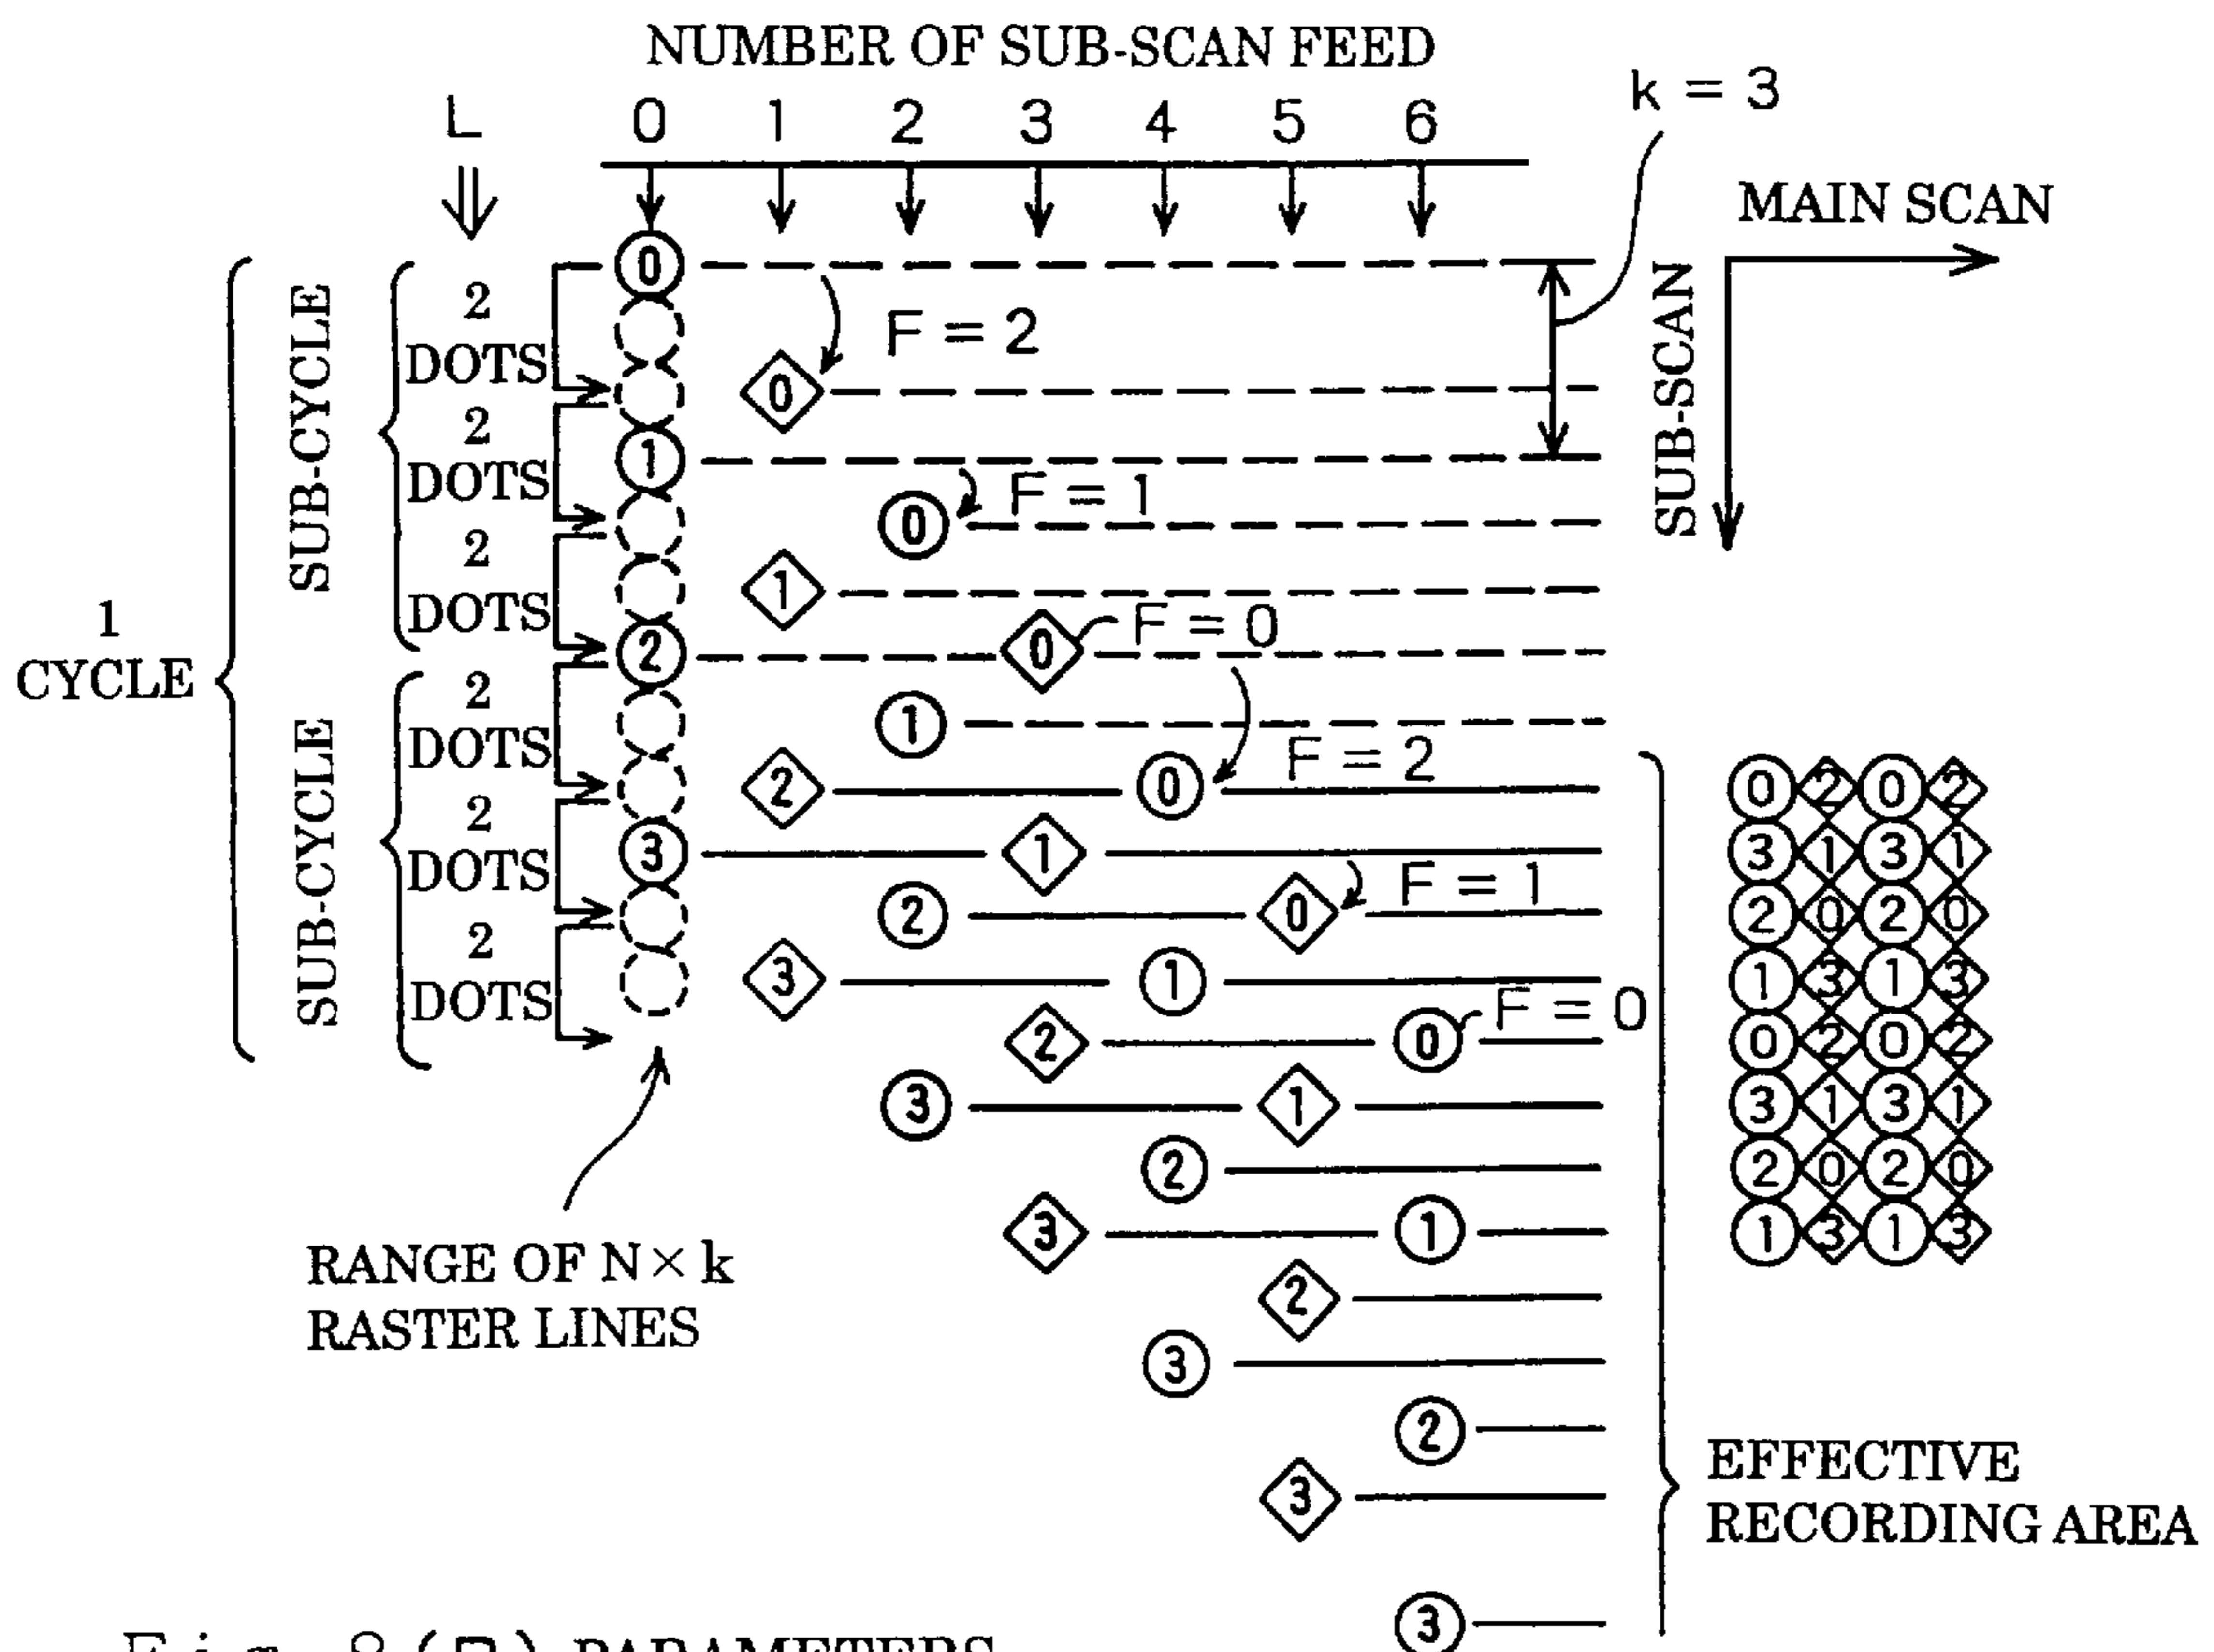 NUMBER OF SUB-SCAN FEED
k = 3
L 0 1 2 3 4 5 6
MAIN SCAN
SUB-SCAN
1
CYCLE
SUB-CYCLE
SUB-CYCLE
2
DOTS
2
DOTS
2
DOTS
2
DOTS
2
DOTS
2
DOTS
0
F = 2
0
1
F = 1
0
1
F = 0
2 0
1
F = 2
2 0
3 1
F = 1
2 0
3 1
F = 0
2 0
3 1
2
3 1
2
3
2
3
3
0 2 0 2
3 1 3 1
2 0 2 0
1 3 1 3
0 2 0 2
3 1 3 1
2 0 2 0
1 3 1 3
RANGE OF N × k
RASTER LINES
EFFECTIVE
RECORDING AREA
PARAMETERS